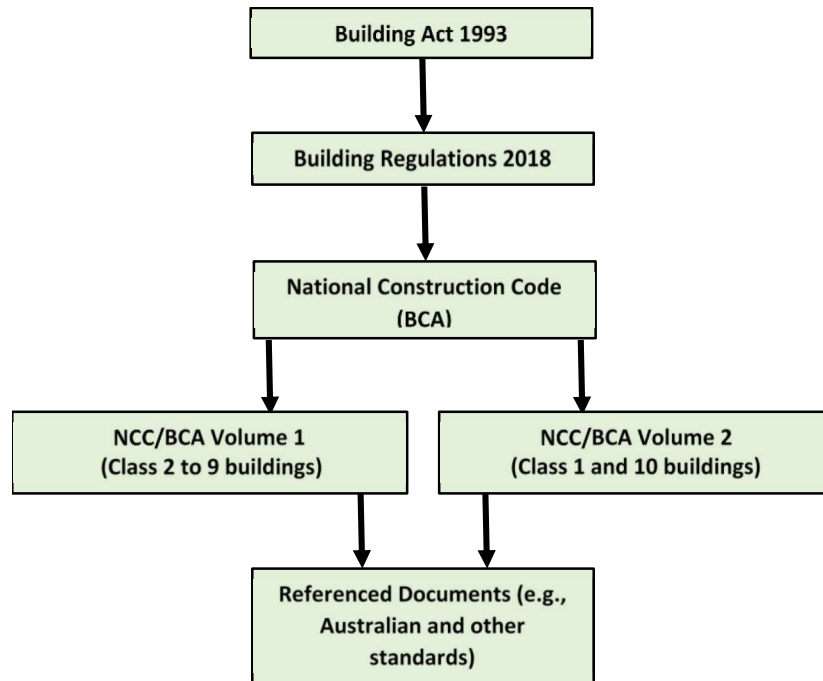 Building Act 1993
Building Regulations 2018
National Construction Code
(BCA)
NCC/BCA Volume 1
(Class 2 to 9 buildings)
NCC/BCA Volume 2
(Class 1 and 10 buildings)
Referenced Documents (e.g.,
Australian and other
standards)